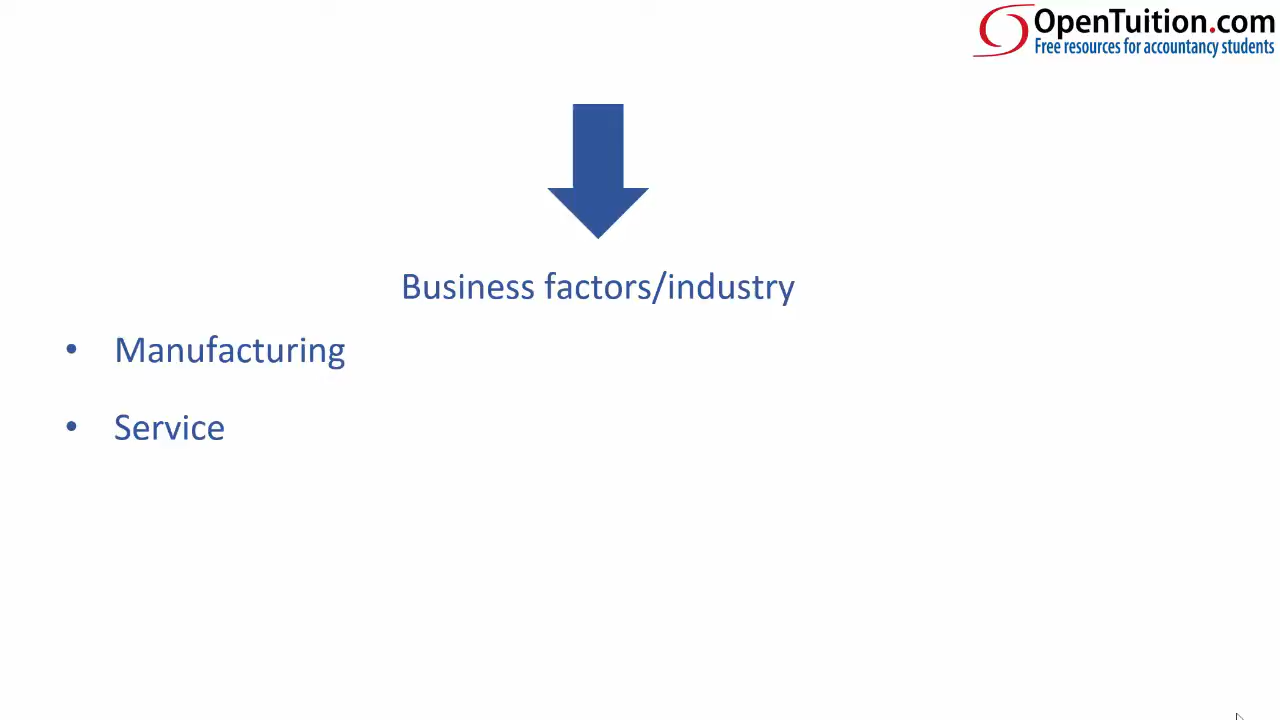 OpenTuition.com
Free resources for accountancy students
Business factors/industry
• Manufacturing
• Service